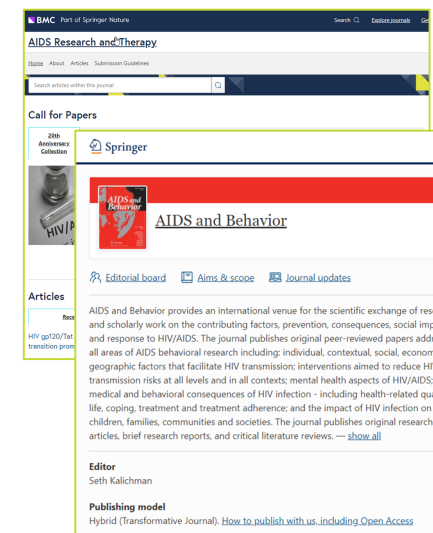 BMC Part of Springer Nature
Search Explore journals Get
AIDS Research and Therapy
Home About Articles Submission Guidelines
Search articles within this journal
Call for Papers
20th
Anniversary
Collection
HIV/A
Articles
Rece
HIV gp120/Tat
transition prom
Springer
AIDS and
Behavior
AIDS and Behavior
Editorial board Aims & scope Journal updates
AIDS and Behavior provides an international venue for the scientific exchange of res
and scholarly work on the contributing factors, prevention, consequences, social imp
and response to HIV/AIDS. The journal publishes original peer-reviewed papers addr
all areas of AIDS behavioral research including: individual, contextual, social, econom
geographic factors that facilitate HIV transmission; interventions aimed to reduce HI
transmission risks at all levels and in all contexts; mental health aspects of HIV/AIDS;
medical and behavioral consequences of HIV infection - including health-related qua
life, coping, treatment and treatment adherence; and the impact of HIV infection on
children, families, communities and societies. The journal publishes original research
articles, brief research reports, and critical literature reviews. — show all
Editor
Seth Kalichman
Publishing model
Hybrid (Transformative Journal). How to publish with us, including Open Access